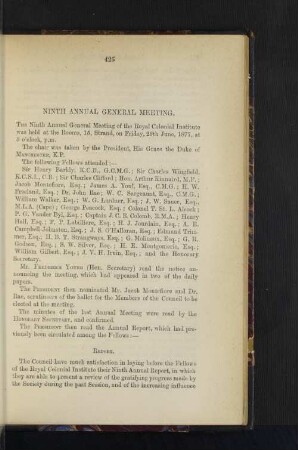 425
NINTH ANNUAL GENERAL MEETING.
THE Ninth Annual General Meeting of the Royal Colonial Institute
was held at the Rooms, 15, Strand, on Friday, 29th June, 1877, at
3 o'clock, p.m.
The chair was taken by the President, His Grace the Duke of
MANCHESTER, K.P.
The following Fellows attended:—
Sir Henry Barkly, K.C.B., G.C.M.G.; Sir Charles Wingfield,
K.C.S.I., C.B.; Sir Charles Clifford; Hon. Arthur Kinnaird, M.P.;
Jacob Montefiore, Esq.; James A. Youl, Esq., C.M.G.; H. W.
Freeland, Esq.; Dr. John Rae; W. C. Sargeaunt, Esq., C.M.G.;
William Walker, Esq.; W. G. Lardner, Esq.; J. W. Sauer, Esq.,
M.L.A. (Cape); George Peacock, Esq.; Colonel T. St. L. Alcock;
P. G. Vander Byl, Esq.; Captain J. C. R. Colomb, R.M.A.; Henry
Hall, Esq.; F. P. Labilliere, Esq.; H. J. Jourdain, Esq.; A. R.
Campbell Johnston, Esq.; J. S. O'Halloran, Esq.; Edmund Trim-
mer, Esq.; H. B. T. Strangways, Esq.; G. Molineux, Esq.; G. R.
Godson, Esq.; S. W. Silver, Esq.; H. E. Montgomerie, Esq.;
William Gilbert, Esq.; J. V. H. Irwin, Esq.; and the HONORARY
SECRETARY.
Mr. FREDERICK YOUNG (Hon. Secretary) read the notice sum-
moning the meeting, which had appeared in two of the daily
papers.
The PRESIDENT then nominated Mr. Jacob Montefiore and Dr.
Rae, scrutineers of the ballot for the Members of the Council to be
elected at the meeting.
The minutes of the last Annual Meeting were read by the
HONORARY SECRETARY, and confirmed.
The PRESIDENT then read the Annual Report, which had pre-
viously been circulated among the Fellows:—
REPORT.
The Council have much satisfaction in laying before the Fellows
of the Royal Colonial Institute their Ninth Annual Report, in which
they are able to present a review of the gratifying progress made by
the Society during the past Session, and of the increasing influence